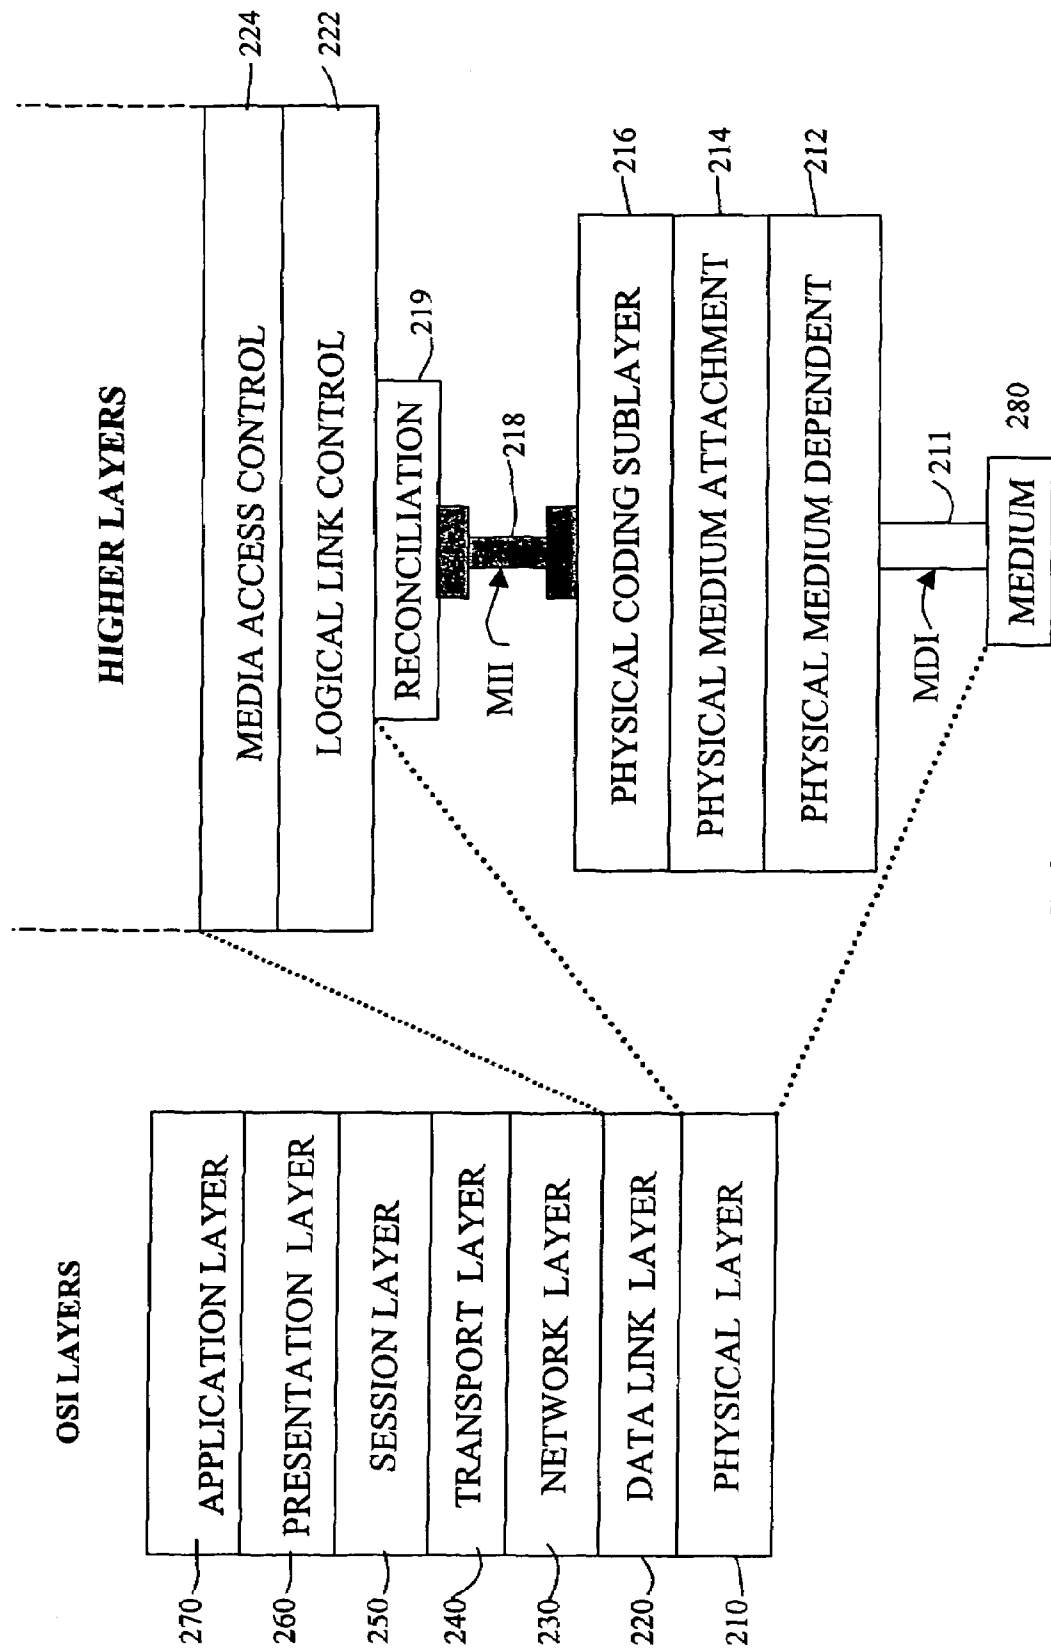 OSI LAYERS
270 APPLICATION LAYER
260 PRESENTATION LAYER
250 SESSION LAYER
240 TRANSPORT LAYER
230 NETWORK LAYER
220 DATA LINK LAYER
210 PHYSICAL LAYER
HIGHER LAYERS
MEDIA ACCESS CONTROL 224
LOGICAL LINK CONTROL 222
RECONCILIATION 219
MII 218
PHYSICAL CODING SUBLAYER 216
PHYSICAL MEDIUM ATTACHMENT 214
PHYSICAL MEDIUM DEPENDENT 212
MDI 211
MEDIUM 280